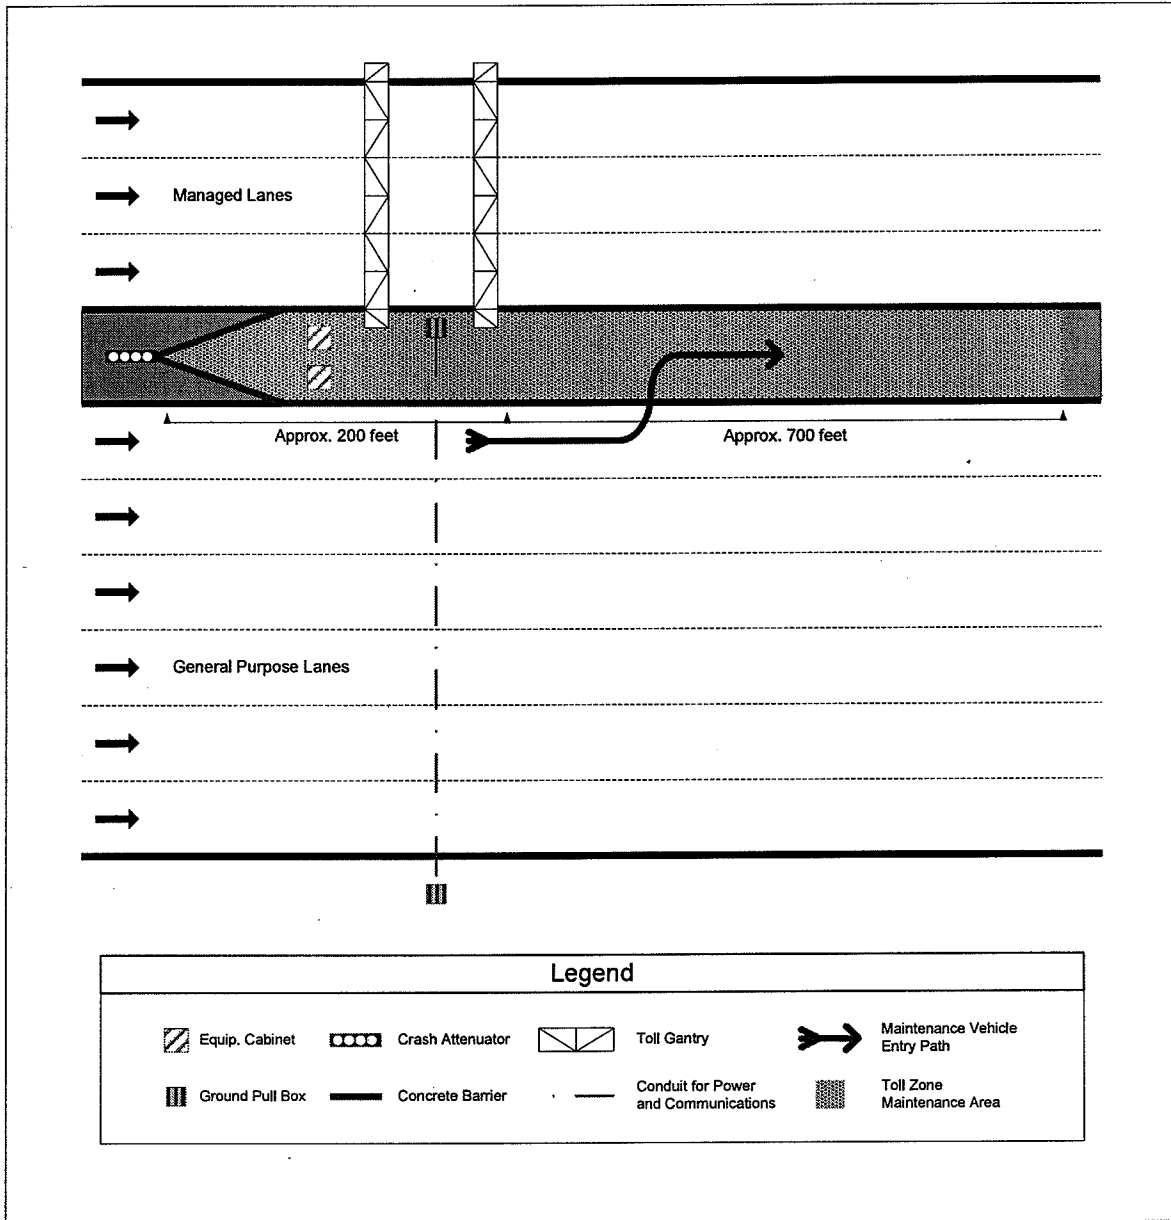 Managed Lanes
Approx. 200 feet
Approx. 700 feet
General Purpose Lanes
Legend
Equip. Cabinet
Crash Attenuator
Toll Gantry
Maintenance Vehicle
Entry Path
Ground Pull Box
Concrete Barrier
Conduit for Power
and Communications
Toll Zone
Maintenance Area